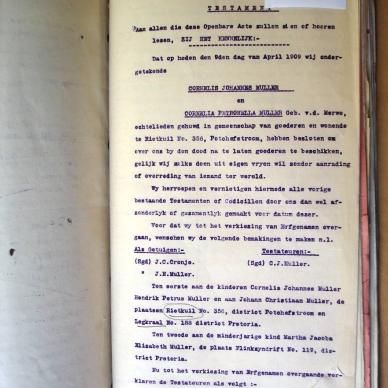 TESTAMENT.
Aan allen die deze Openbare Acte zullen zien of hooren
lezen, ZIJ HET KENNELIJK:-
Dat op heden den 9den dag van April 1909 wij onder-
getekende
CORNELIS JOHANNES MULLER
en
CORNELIA PETRONELLA MULLER Geb. v.d. Merwe,
echtelieden gehuwd in gemeenschap van goederen en wonende
te Rietkuil No. 356, Potchefstroom, hebben besloten om
over ons by den dood na te laten goederen te beschikken,
gelijk wij zulks doen uit eigen vryen wil zonder aanrading
of overreding van iemand ter wereld.
Wy herroepen en vernietigen hiermede alle vorige
bestaande Testamenten of Codicillen door ons dan wel af-
zonderlyk of gezamentlyk gemaakt voor datum dezer.
Voor dat wy tot het verkiezing van Erfgenamen overgaan,
gaan, wenschen wy de volgende bemakingen te maken n.l.
Als Getuigen:- Testateuren:-
(Sgd) J.C.Cronje. (Sgd) C.J.Muller.
" J.N.Muller.
Ten eerste aan de kinderen Cornelis Johannes Muller
Hendrik Petrus Muller en aan Johann Christiaan Muller, de
plaatsen Rietkuil No. 356, district Potchefstroom en
Legkraal No. 188 district Pretoria.
Ten tweede aan de minderjarige kind Martha Jacoba
Elizabeth Muller, de plaats Flinknyndrift No. 119, dis-
trict Pretoria.
Nu tot het verkiezing van Erfgenamen overgaande ver-
klaren de Testateuren als volgt :-